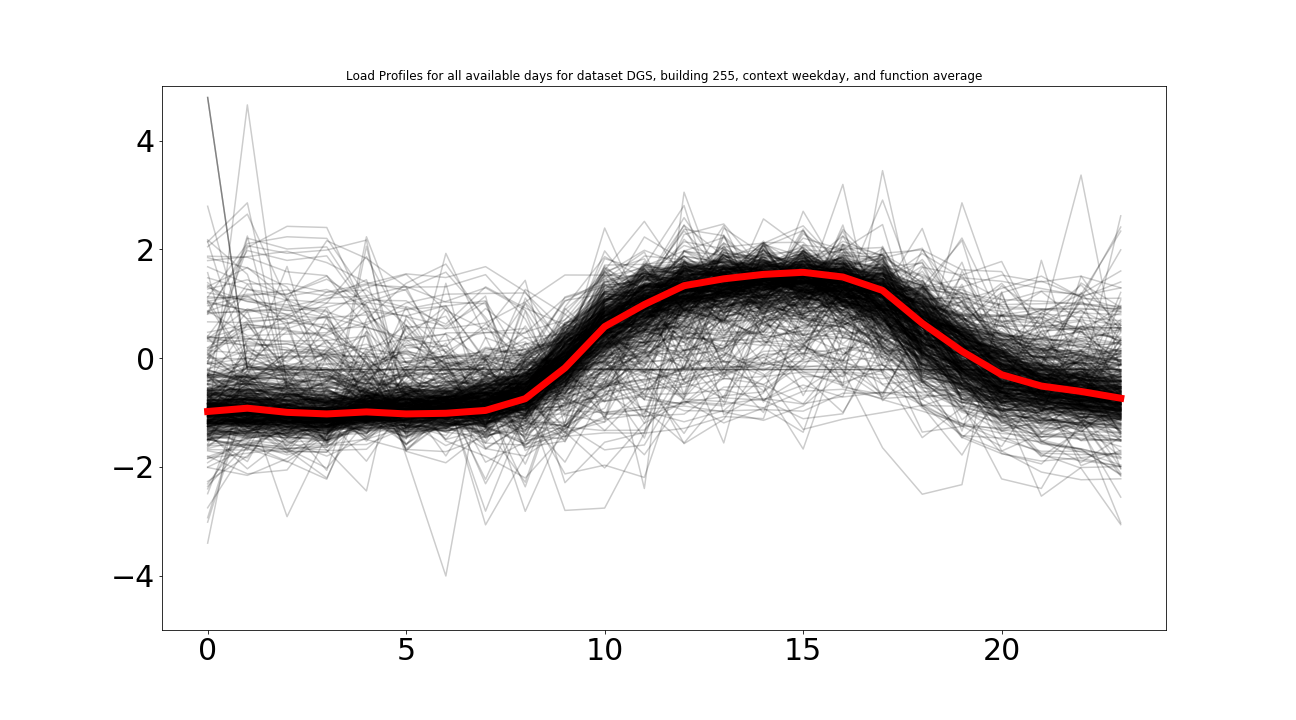 Load Profiles for all available days for dataset DGS, building 255, context weekday, and function average
4
2
0
−2
−4
0 5 10 15 20